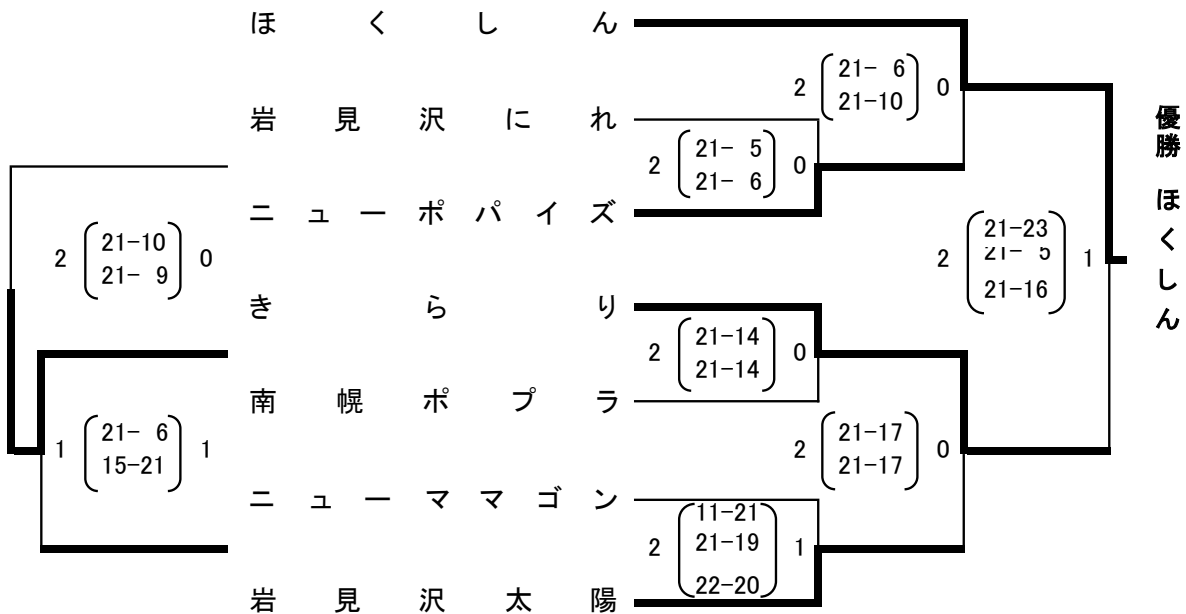 ほくしん
2 21- 6 0
21-10
岩見沢にれ
2 21- 5 0
21- 6
ニューポパイズ
2 21-10 0
21- 9
2 21-23 1
21- 5
21-16
優勝 ほくしん
きらり
2 21-14 0
21-14
南幌ポプラ
1 21- 6 1
15-21
2 21-17 0
21-17
ニューママゴン
2 11-21 1
21-19
22-20
岩見沢太陽